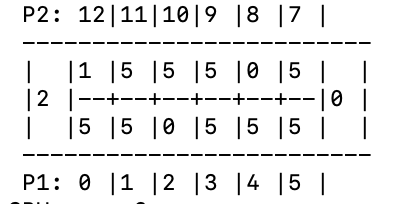 P2: 12|11|10|9 |8 |7 |
-----------------------------
|  |1 |5 |5 |5 |0 |5 |  |
|2 |--+--+--+--+--+--|0 |
|  |5 |5 |0 |5 |5 |5 |  |
-----------------------------
P1: 0 |1 |2 |3 |4 |5 |